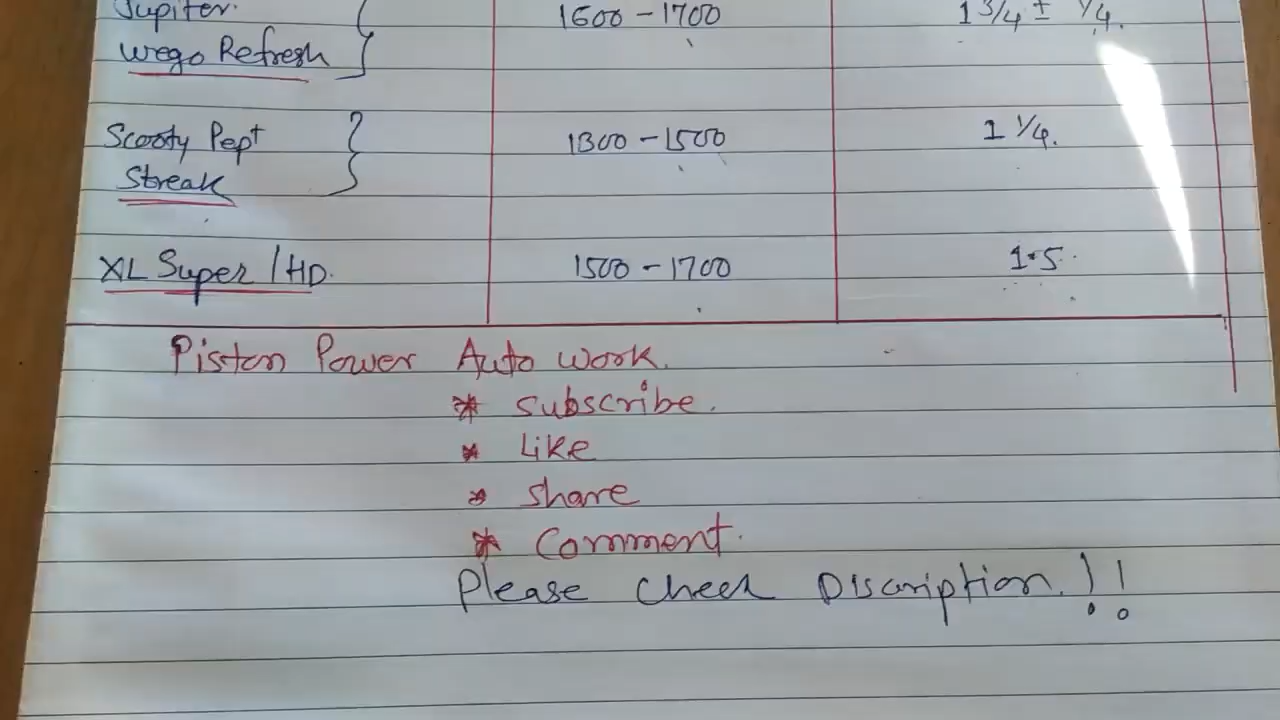 Jupiter. 1600 - 1700 1 3/4 ± 1/4.
Wego Refresh
Scooty Pep+ 1300 - 1500 1 1/4.
Streak
XL Super / HD. 1500 - 1700 1.5
Piston Power Auto work.
* subscribe.
* Like
* share
* Comment.
Please Check Discription.!!